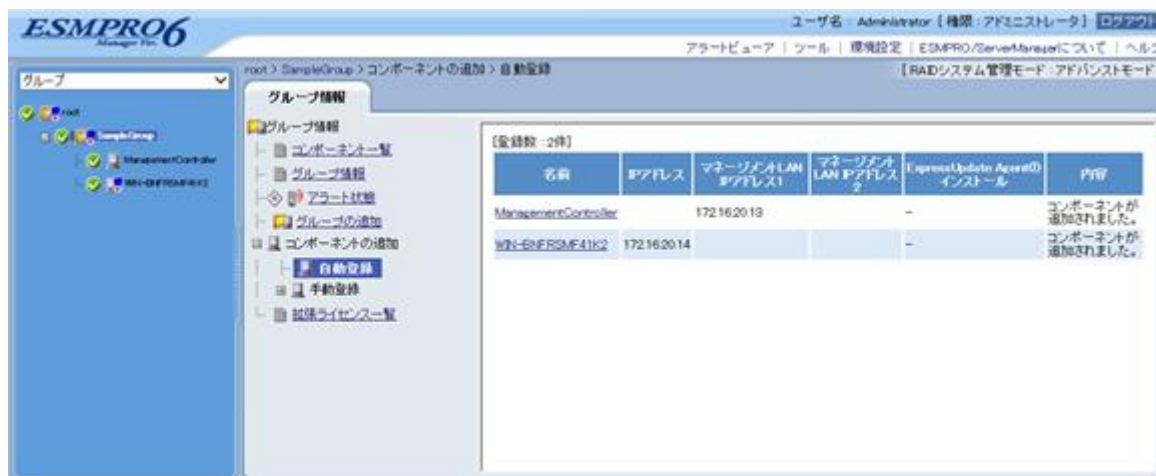 ESMPRO6
Manager Ver.
ユーザ名 : Administrator [ 権限 : アドミニストレータ ] ログアウト
アラートビューア | ツール | 環境設定 | ESMPRO/ServerManagerについて | ヘル
グループ
root > SampleGroup > コンポーネントの追加 > 自動登録
[ RAIDシステム管理モード : アドバンストモード
root
SampleGroup
ManagementController
WIN-BNFRSMF41K2
グループ情報
グループ情報
コンポーネント一覧
グループ情報
アラート状態
グループの追加
コンポーネントの追加
自動登録
手動登録
拡張ライセンス一覧
[登録数 : 2件]
名前 IPアドレス マネージメントLAN IPアドレス1 マネージメントLAN IPアドレス2 ExpressUpdate Agentのインストール 内容
ManagementController 172.16.20.13 - コンポーネントが追加されました。
WIN-BNFRSMF41K2 172.16.20.14 - コンポーネントが追加されました。